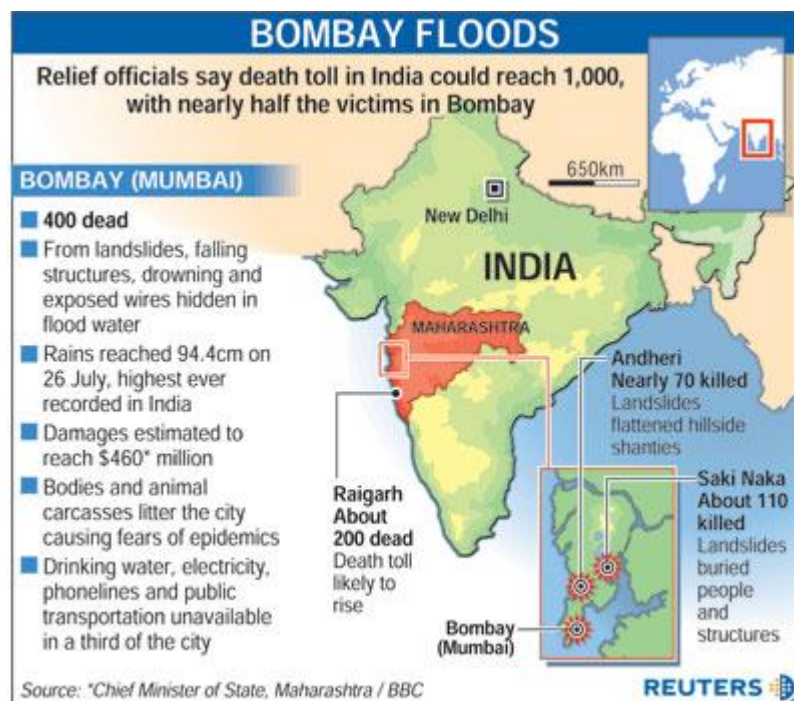 BOMBAY FLOODS
Relief officials say death toll in India could reach 1,000,
with nearly half the victims in Bombay
BOMBAY (MUMBAI)
400 dead
From landslides, falling
structures, drowning and
exposed wires hidden in
flood water
Rains reached 94.4cm on
26 July, highest ever
recorded in India
Damages estimated to
reach $460* million
Bodies and animal
carcasses litter the city
causing fears of epidemics
Drinking water, electricity,
phonelines and public
transportation unavailable
in a third of the city
650km
New Delhi
INDIA
MAHARASHTRA
Raigarh
About
200 dead
Death toll
likely to
rise
Andheri
Nearly 70 killed
Landslides
flattened hillside
shanties
Saki Naka
About 110
killed
Landslides
buried
people
and
structures
Bombay
(Mumbai)
Source: *Chief Minister of State, Maharashtra / BBC
REUTERS